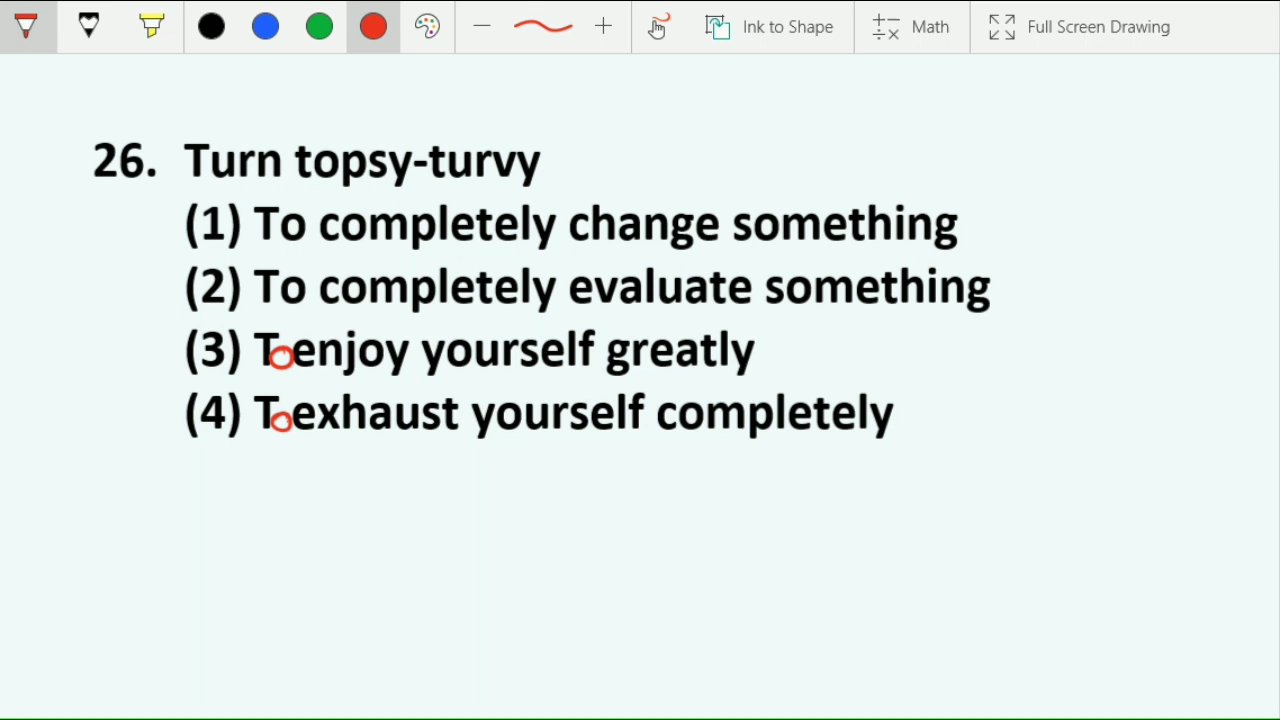 Ink to Shape Math Full Screen Drawing
26. Turn topsy-turvy
(1) To completely change something
(2) To completely evaluate something
(3) To enjoy yourself greatly
(4) To exhaust yourself completely